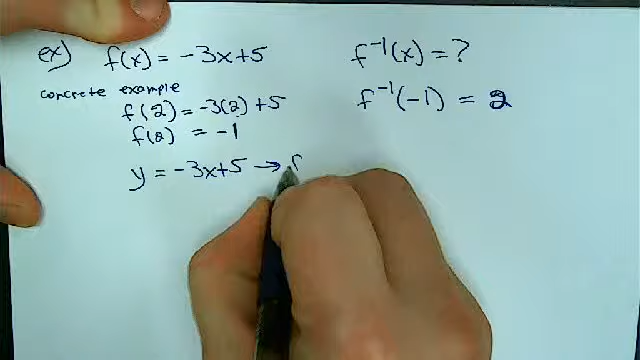 ex) f(x) = -3x+5
f⁻¹(x) = ?
concrete example
f(2) = -3(2) +5
f(2) = -1
f⁻¹(-1) = 2
y = -3x+5 →